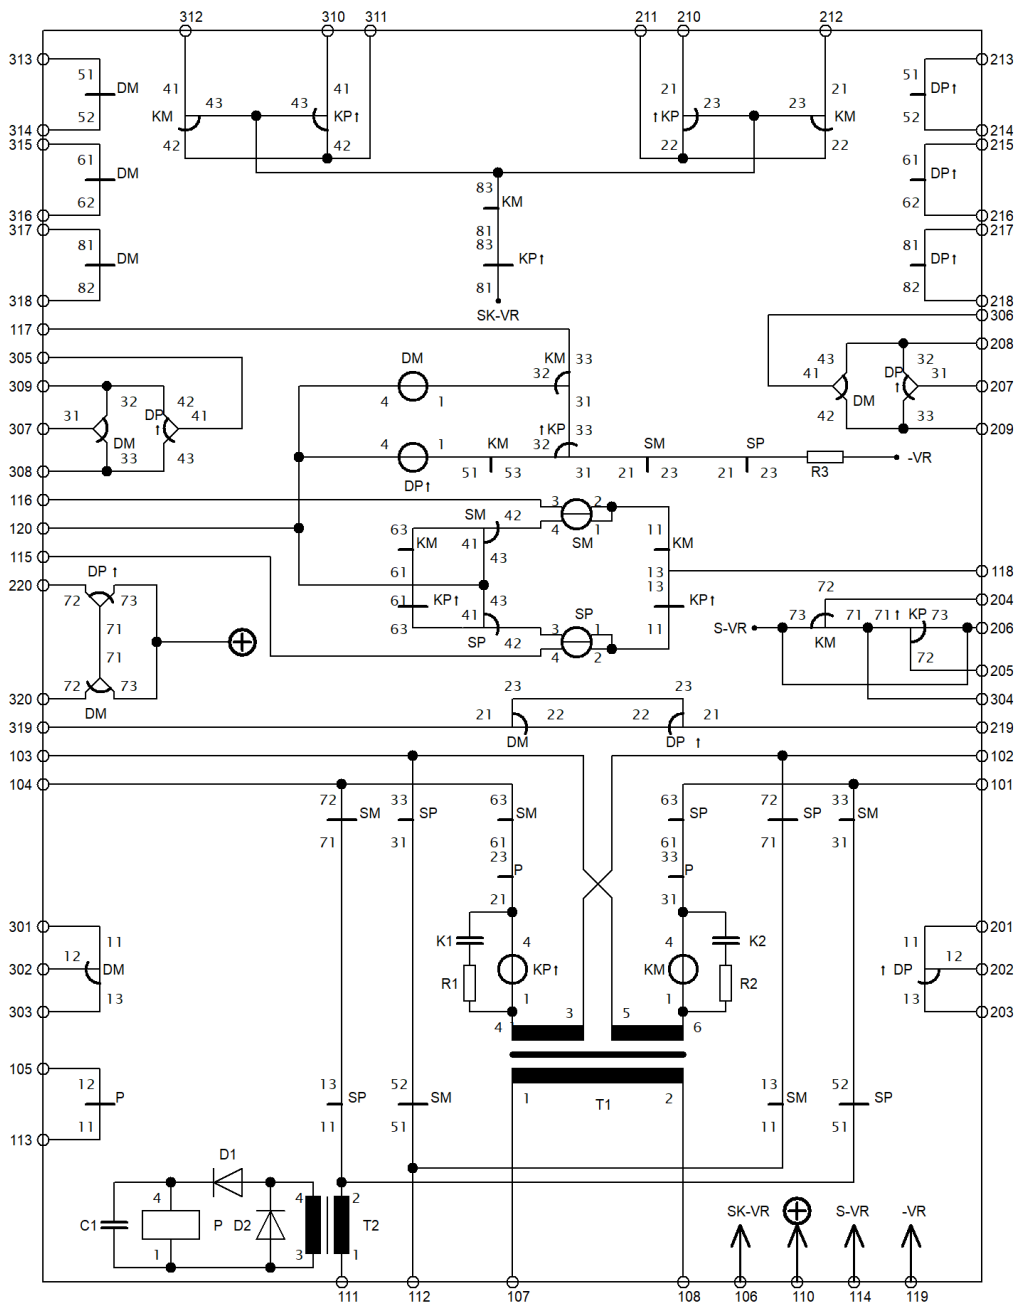 312 310 311 211 210 212
313 51 DM 41 41 21 21 51 DP↑ 213
KM 43 43 KP↑ ↑KP 23 23 KM
314 52 42 42 22 22 52 214
315 61 DM 61 DP↑ 215
316 62 83 KM 62 216
317 81 DM 81 81 DP↑ 217
83 KP↑
318 82 81 82 218
SK-VR
117 306
305 DM KM 33 208
309 32 42 4 1 32 31 43 32 207
307 31 DP↑ 41 ↑KP 33 41 DP↑ 31
DM 42 DM 33 209
308 33 43 4 1 KM 32 SM SP -VR
DP↑ 51 53 31 21 23 21 23 R3
116 3 2
120 63 SM 42 4 1 11
KM 41 SM KM
115 61 43 13 118
220 DP↑ 61 KP↑ 43 13 KP↑ 72 204
72 73 63 41 SP 3 1 11 S-VR 73 71 71↑ KP 73 206
71 SP 42 4 2 KM 72 205
71
320 72 73 304
DM 23 23
319 21 22 22 21 219
DM DP↑
103 102
104 101
72 SM 33 SP 63 SM 63 SP 72 SP 33 SM
71 31 61 61 71 31
23 P 33 P
21 31
301 11 K1 4 4 K2 11 201
302 12 DM R1 KP↑ KM R2 ↑ DP 12 202
303 13 1 1 13 203
4 3 5 6
105 12 P 13 SP 52 SM 1 2 13 SM 52 SP
113 11 11 51 T1 11 51
D1
C1 4 P D2 4 2 T2 SK-VR S-VR -VR
1 3 1
111 112 107 108 106 110 114 119